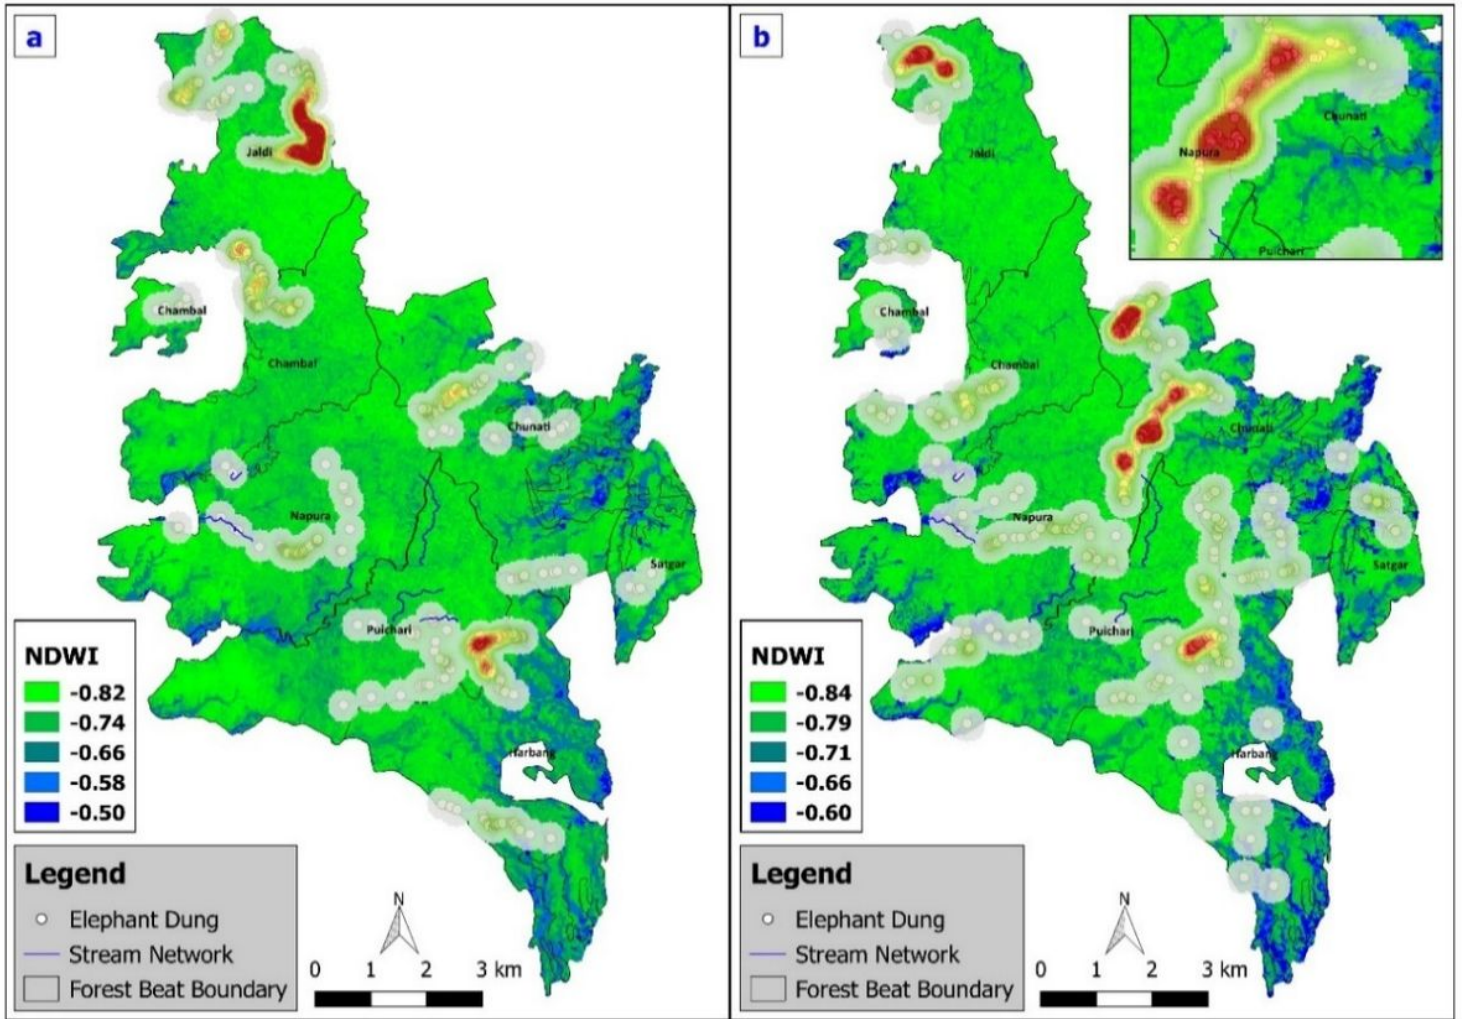 a
Jaldi
Chambal
Chambal
Chunati
Napura
Satgar
Puichari
Harbang
NDWI
-0.82
-0.74
-0.66
-0.58
-0.50
Legend
Elephant Dung
Stream Network
Forest Beat Boundary
N
0 1 2 3 km
b
Chunati
Napura
Puichari
Jaldi
Chambal
Chambal
Chunati
Napura
Satgar
Puichari
Harbang
NDWI
-0.84
-0.79
-0.71
-0.66
-0.60
Legend
Elephant Dung
Stream Network
Forest Beat Boundary
N
0 1 2 3 km